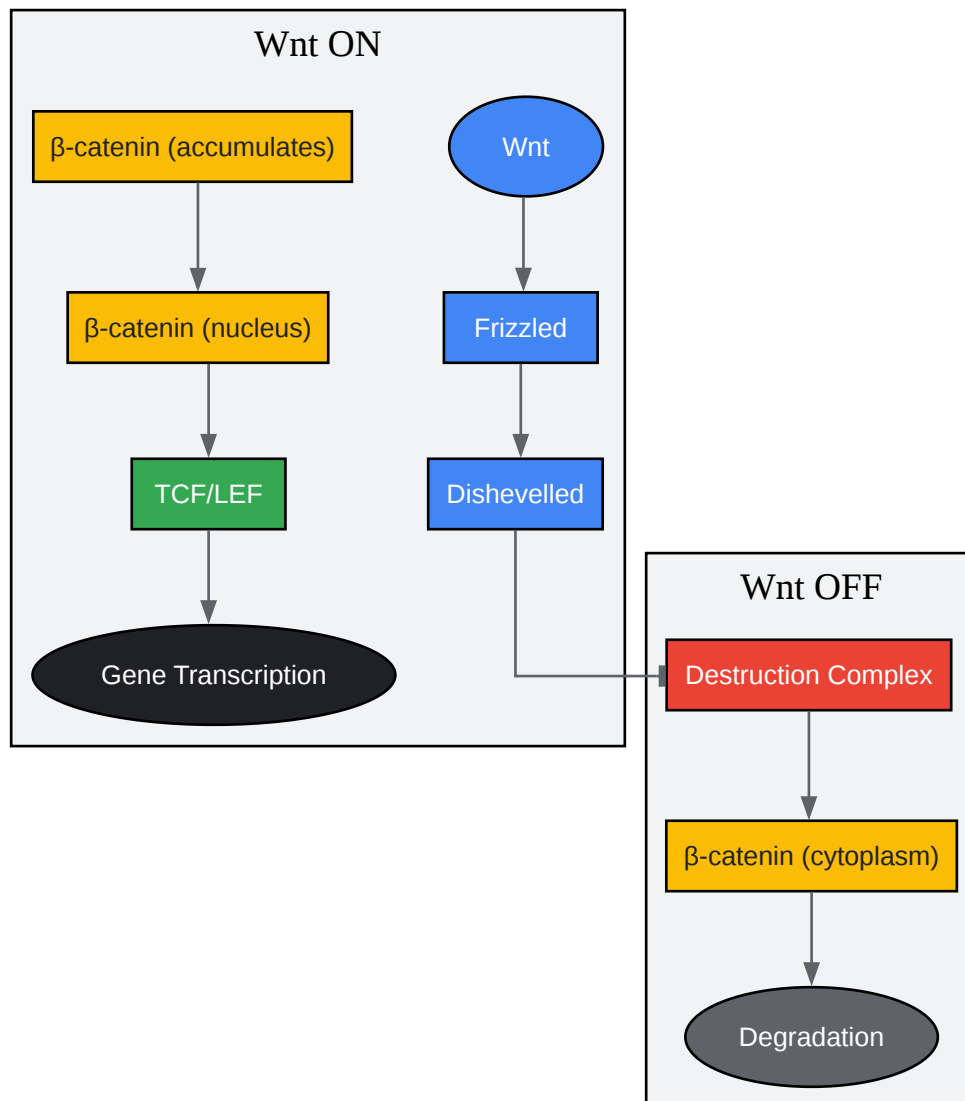 Wnt ON
β-catenin (accumulates)
Wnt
β-catenin (nucleus)
Frizzled
TCF/LEF
Dishevelled
Gene Transcription
Wnt OFF
Destruction Complex
β-catenin (cytoplasm)
Degradation